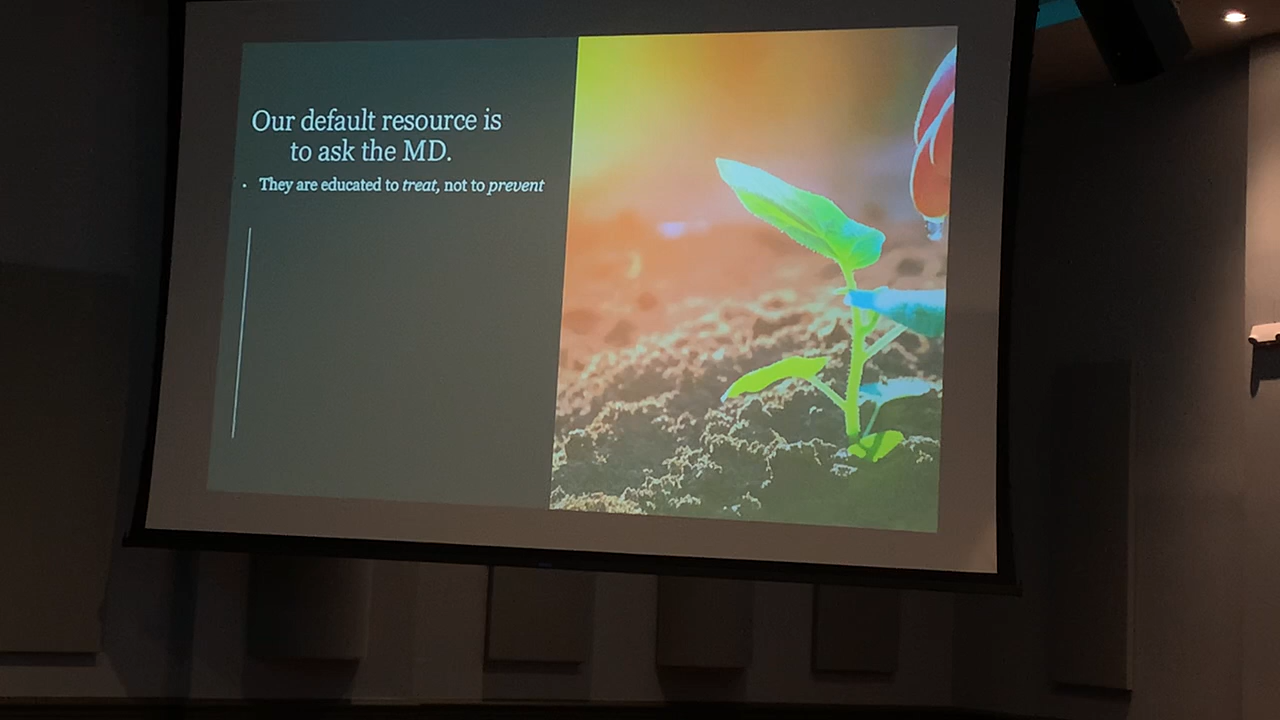 Our default resource is
to ask the MD.
• They are educated to treat, not to prevent